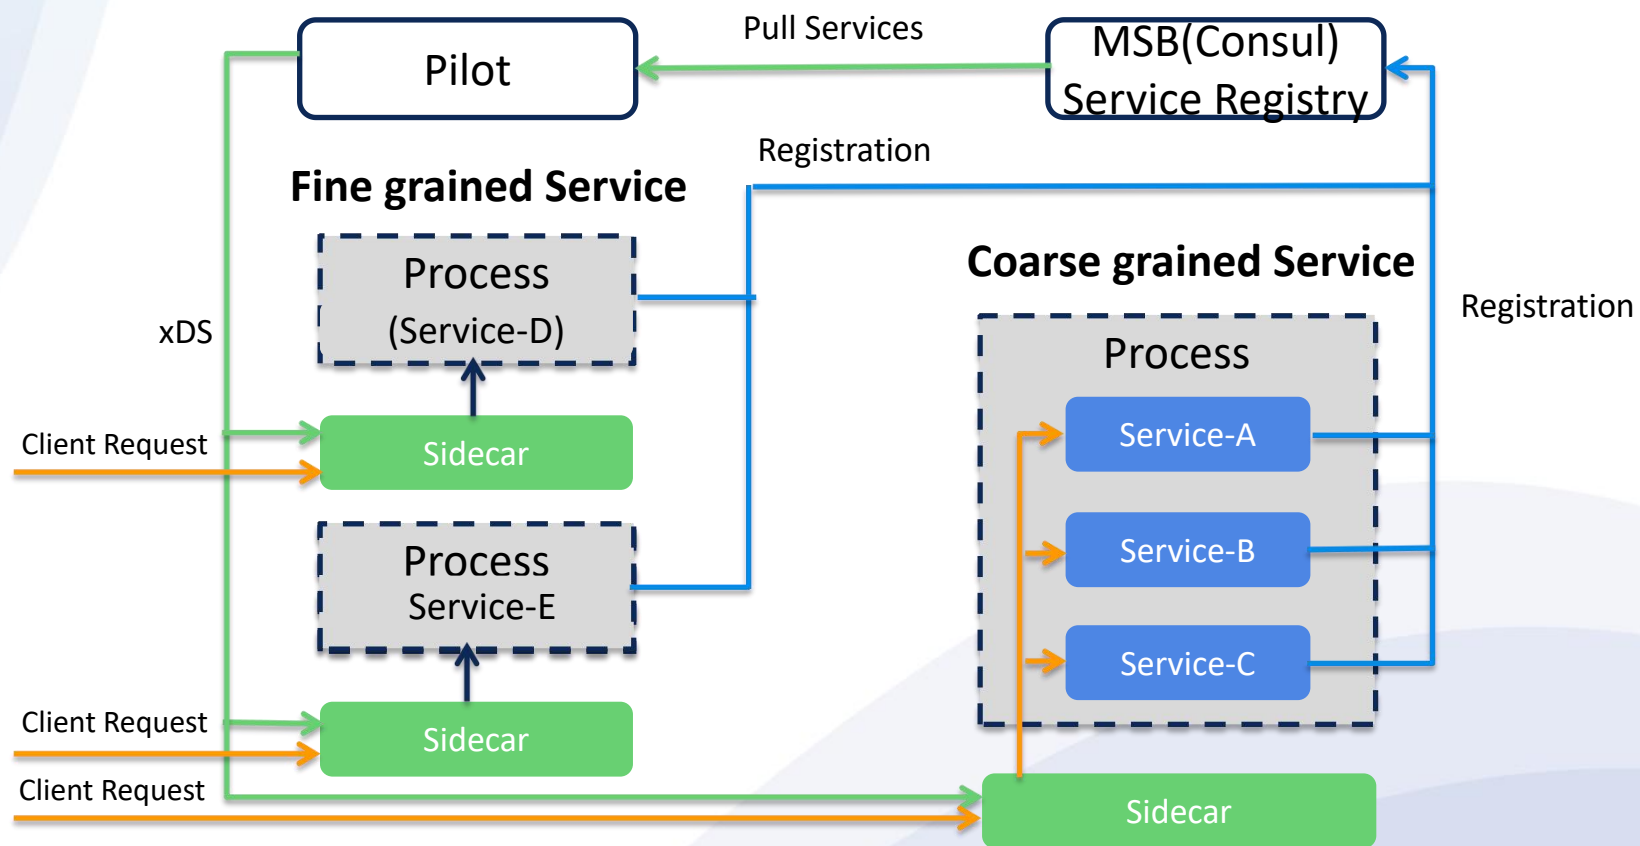 Pull Services
Pilot
MSB(Consul)
Service Registry
Registration
Fine grained Service
Coarse grained Service
Process
(Service-D)
Registration
xDS
Process
Service-A
Client Request
Sidecar
Process
Service-E
Service-B
Service-C
Client Request
Sidecar
Client Request
Sidecar